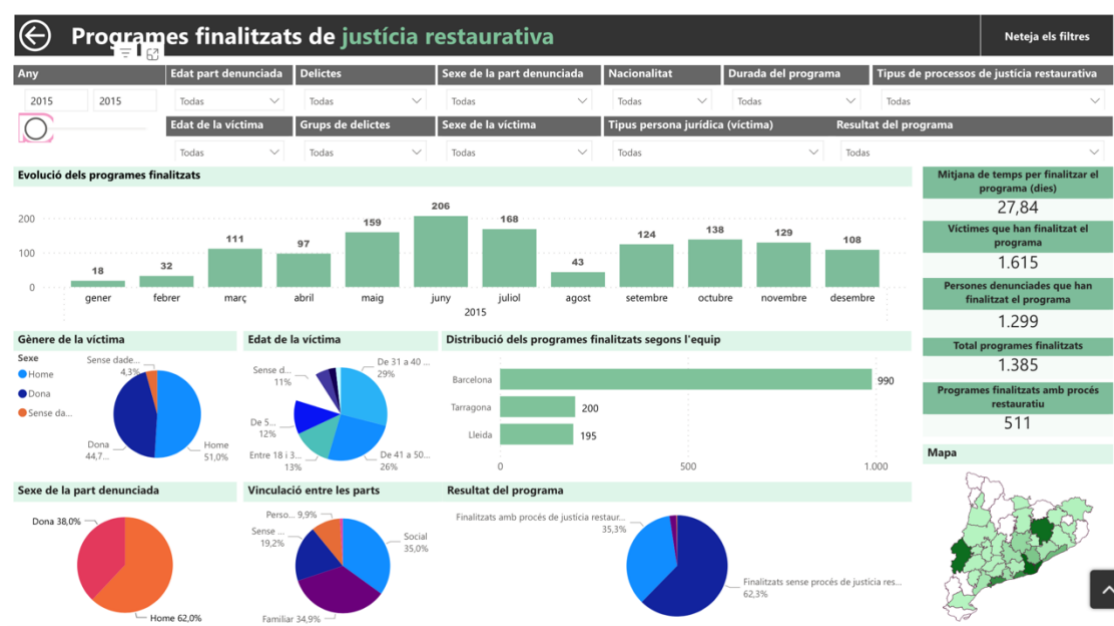 Programes finalitzats de justícia restaurativa
Neteja els filtres
Any
Edat part denunciada
Delictes
Sexe de la part denunciada
Nacionalitat
Durada del programa
Tipus de processos de justícia restaurativa
2015
2015
Todas
Todas
Todas
Todas
Todas
Todas
Edat de la víctima
Grups de delictes
Sexe de la víctima
Tipus persona jurídica (víctima)
Resultat del programa
Todas
Todas
Todas
Todas
Todas
Evolució dels programes finalitzats
200
100
0
18
32
111
97
159
206
168
43
124
138
129
108
gener
febrer
març
abril
maig
juny
juliol
agost
setembre
octubre
novembre
desembre
2015
Mitjana de temps per finalitzar el
programa (dies)
27,84
Víctimes que han finalitzat el
programa
1.615
Persones denunciades que han
finalitzat el programa
1.299
Total programes finalitzats
1.385
Programes finalitzats amb procés
restauratiu
511
Mapa
Gènere de la víctima
Sexe
Home
Dona
Sense da...
Sense dade...
4,3%
Dona
44,7...
Home
51,0%
Edat de la víctima
Sense d...
11%
De 31 a 40 ...
29%
De 5...
12%
Entre 18 i 3...
13%
De 41 a 50...
26%
Distribució dels programes finalitzats segons l'equip
Barcelona
990
Tarragona
200
Lleida
195
0
500
1.000
Sexe de la part denunciada
Dona 38,0%
Home 62,0%
Vinculació entre les parts
Perso... 9,9%
Sense ...
19,2%
Social
35,0%
Familiar 34,9%
Resultat del programa
Finalitzats amb procés de justícia restaur...
35,3%
Finalitzats sense procés de justícia res...
62,3%